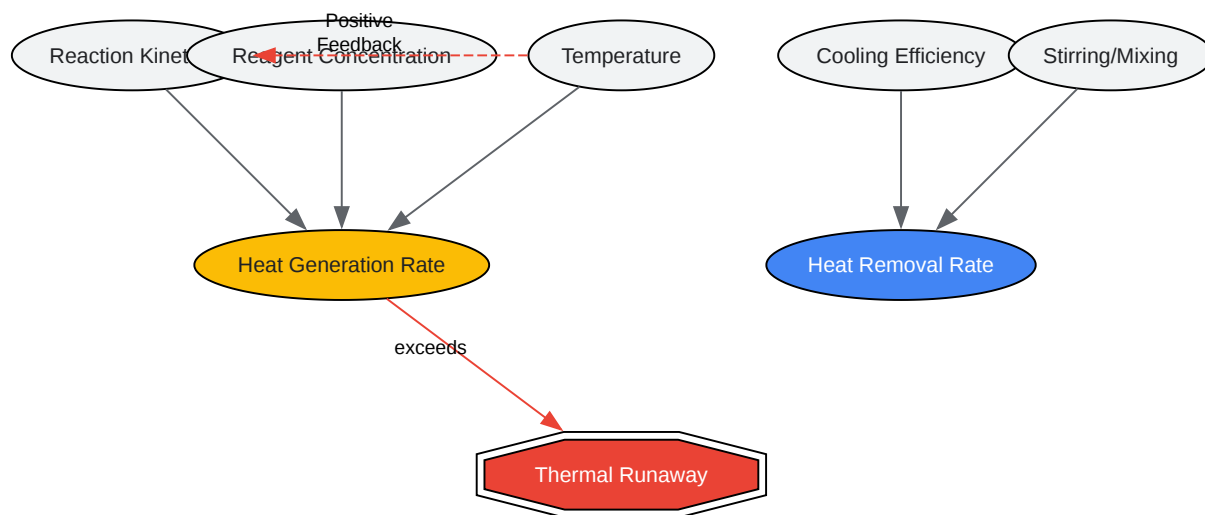 Positive
Feedback
Reaction Kinet
Reagent Concentration
Temperature
Cooling Efficiency
Stirring/Mixing
Heat Generation Rate
Heat Removal Rate
exceeds
Thermal Runaway